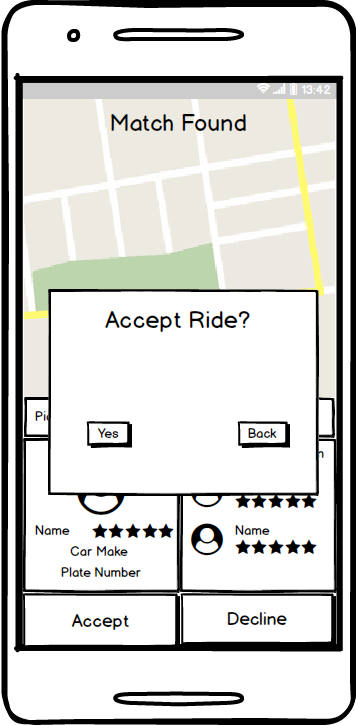 13:42
Match Found
Accept Ride?
Yes
Back
Name
Car Make
Plate Number
Name
Accept
Decline